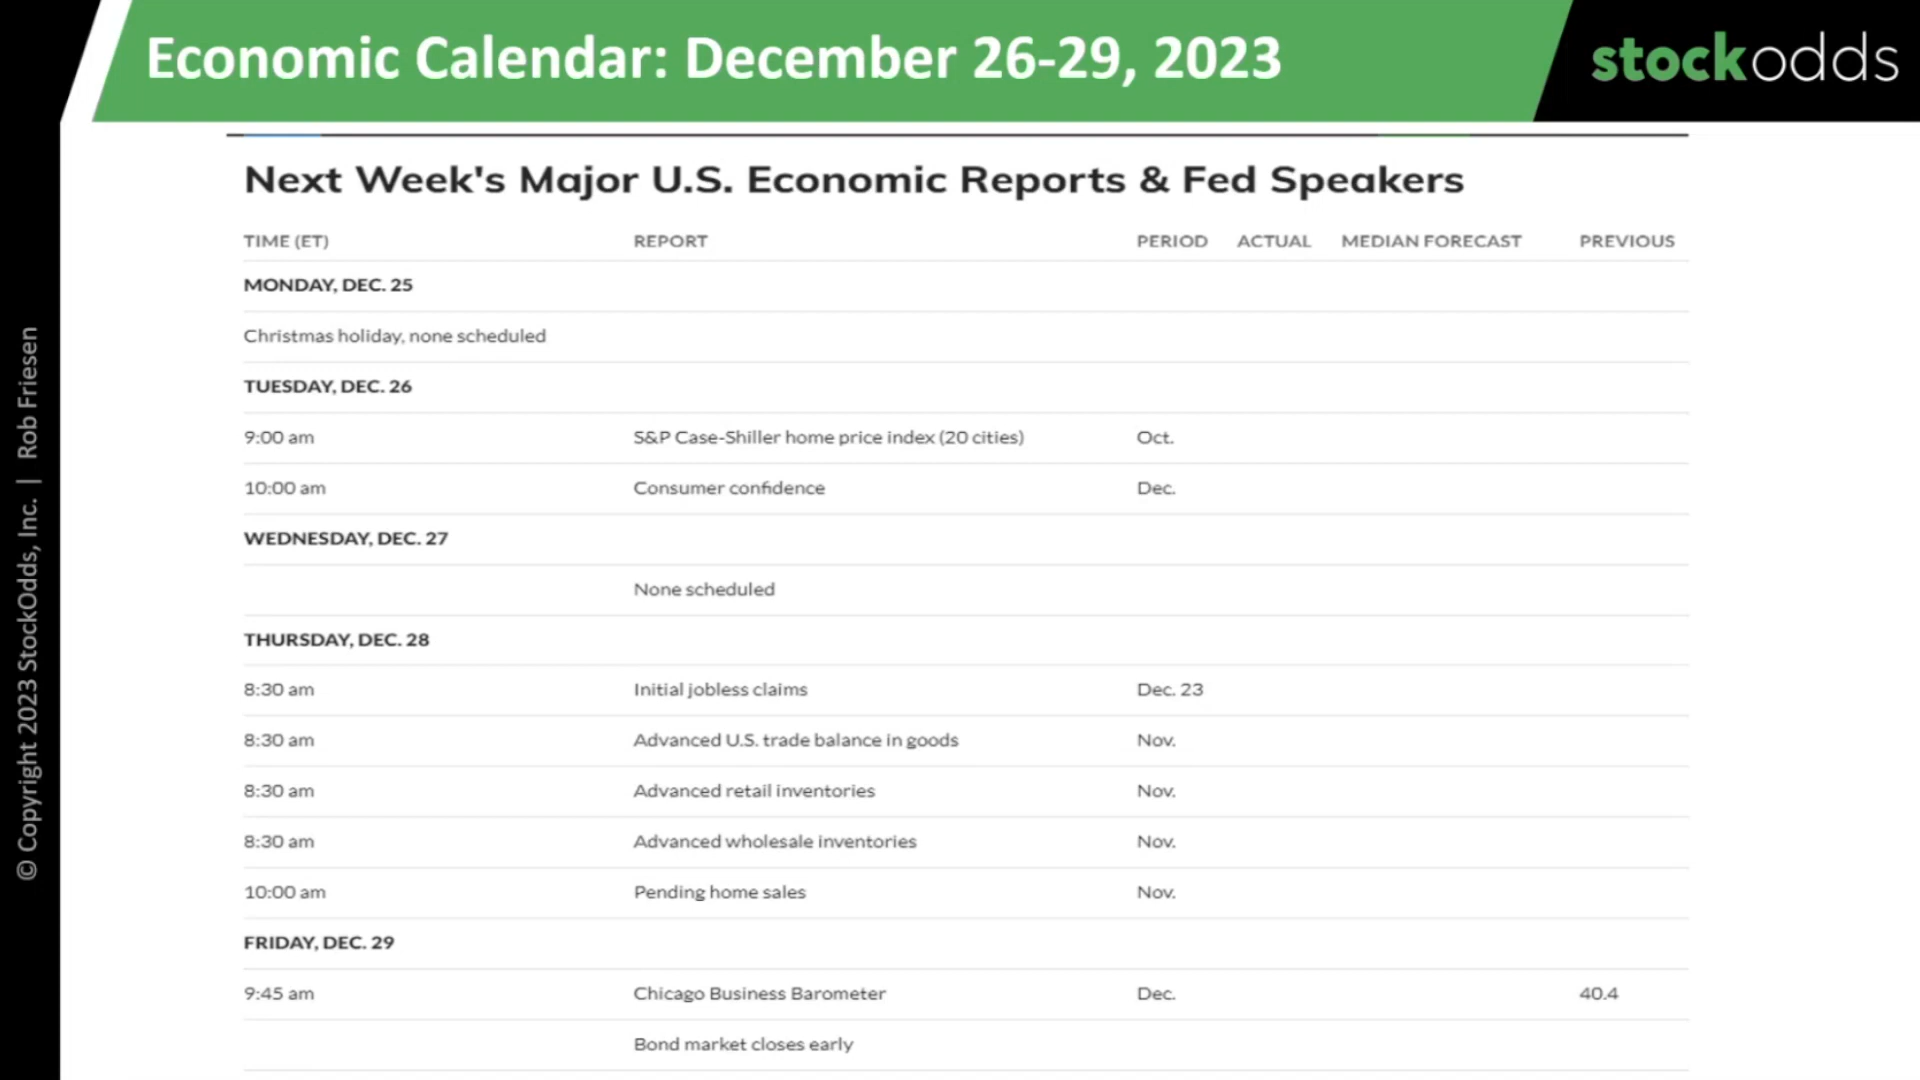 Economic Calendar: December 26-29, 2023
stockodds
Next Week's Major U.S. Economic Reports & Fed Speakers
TIME (ET) REPORT PERIOD ACTUAL MEDIAN FORECAST PREVIOUS
MONDAY, DEC. 25
Christmas holiday, none scheduled
TUESDAY, DEC. 26
9:00 am S&P Case-Shiller home price index (20 cities) Oct.
10:00 am Consumer confidence Dec.
WEDNESDAY, DEC. 27
None scheduled
THURSDAY, DEC. 28
8:30 am Initial jobless claims Dec. 23
8:30 am Advanced U.S. trade balance in goods Nov.
8:30 am Advanced retail inventories Nov.
8:30 am Advanced wholesale inventories Nov.
10:00 am Pending home sales Nov.
FRIDAY, DEC. 29
9:45 am Chicago Business Barometer Dec. 40.4
Bond market closes early
© Copyright 2023 StockOdds, Inc. | Rob Friesen